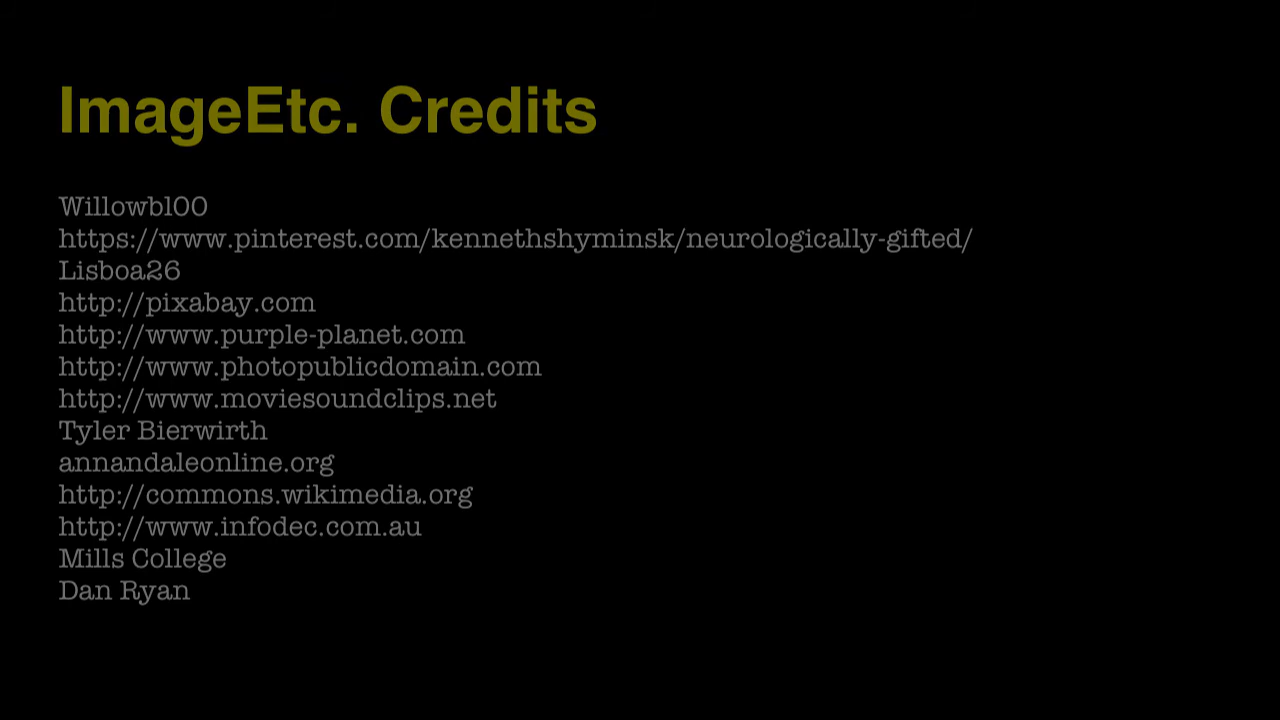 ImageEtc. Credits
Willowbl00
https://www.pinterest.com/kennethshyminsk/neurologically-gifted/
Lisboa26
http://pixabay.com
http://www.purple-planet.com
http://www.photopublicdomain.com
http://www.moviesoundclips.net
Tyler Bierwirth
annandaleonline.org
http://commons.wikimedia.org
http://www.infodec.com.au
Mills College
Dan Ryan